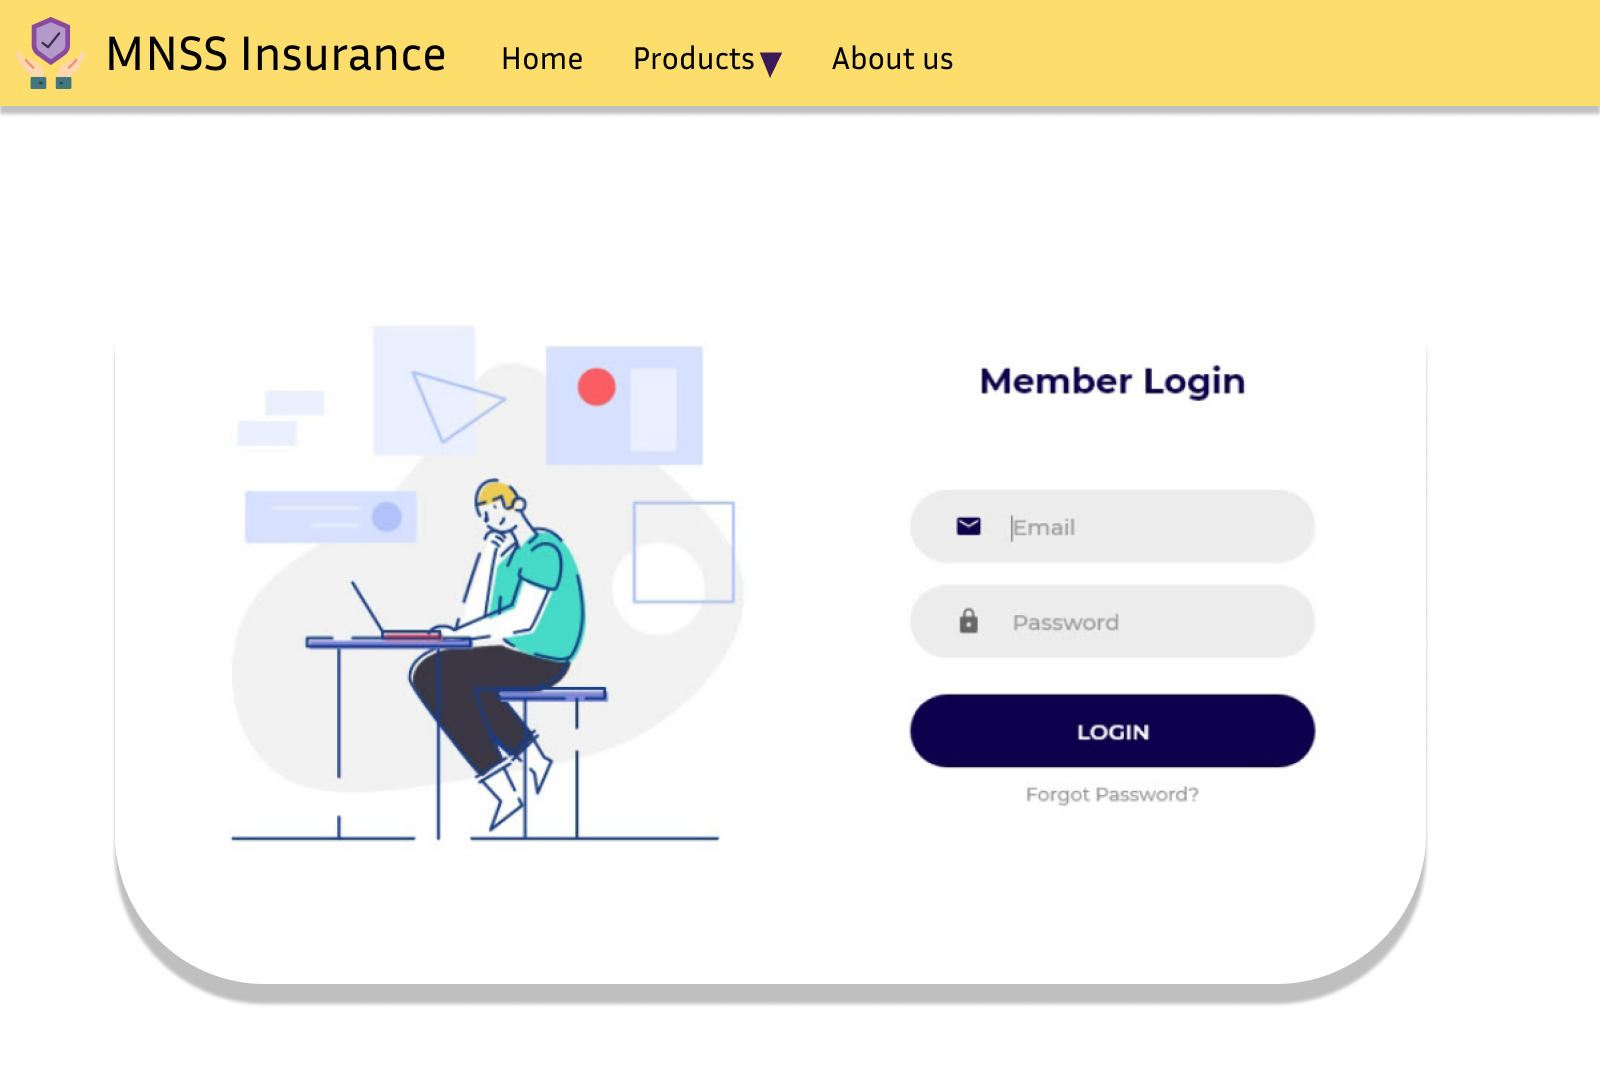 MNSS Insurance Home Products About us
Member Login
Email
Password
LOGIN
Forgot Password?